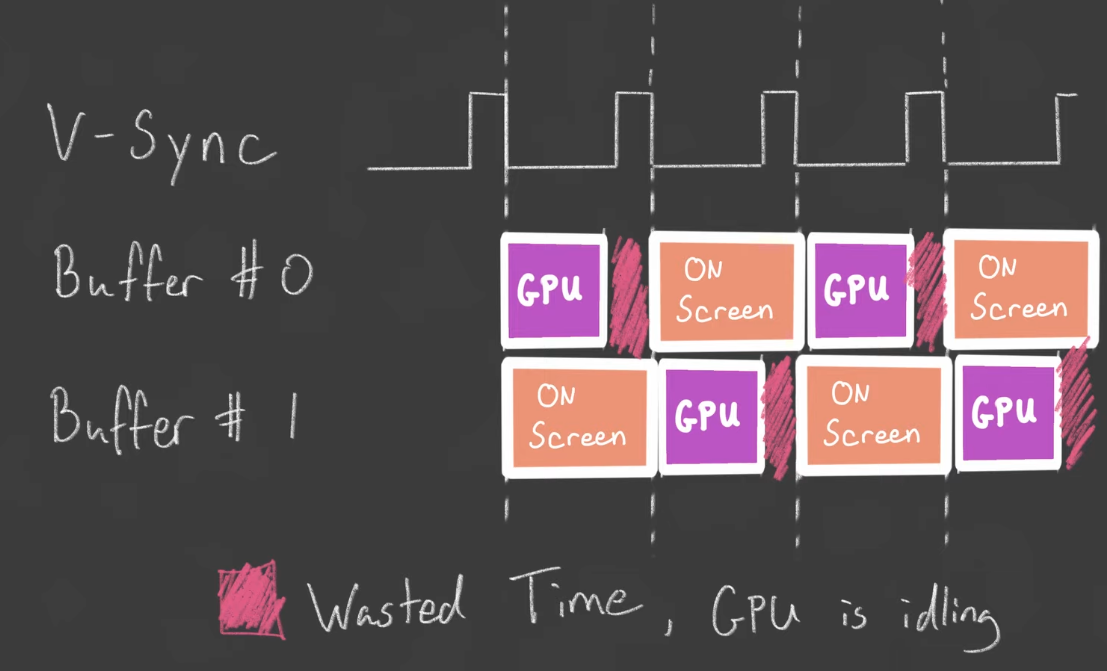 V-Sync
Buffer #0
GPU
ON
Screen
GPU
ON
Screen
Buffer # 1
ON
Screen
GPU
ON
Screen
GPU
Wasted Time, GPU is idling